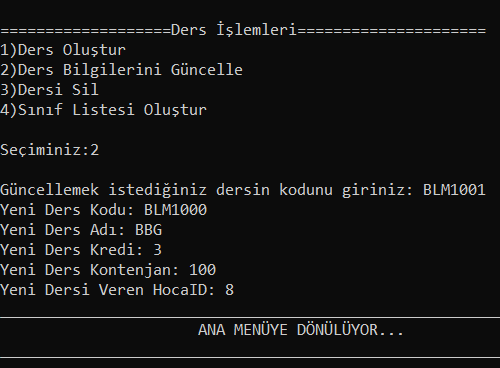 ===================Ders İşlemleri=====================
1)Ders Oluştur
2)Ders Bilgilerini Güncelle
3)Dersi Sil
4)Sınıf Listesi Oluştur
Seçiminiz:2
Güncellemek istediğiniz dersin kodunu giriniz: BLM1001
Yeni Ders Kodu: BLM1000
Yeni Ders Adı: BBG
Yeni Ders Kredi: 3
Yeni Ders Kontenjan: 100
Yeni Dersi Veren HocaID: 8
ANA MENÜYE DÖNÜLÜYOR...